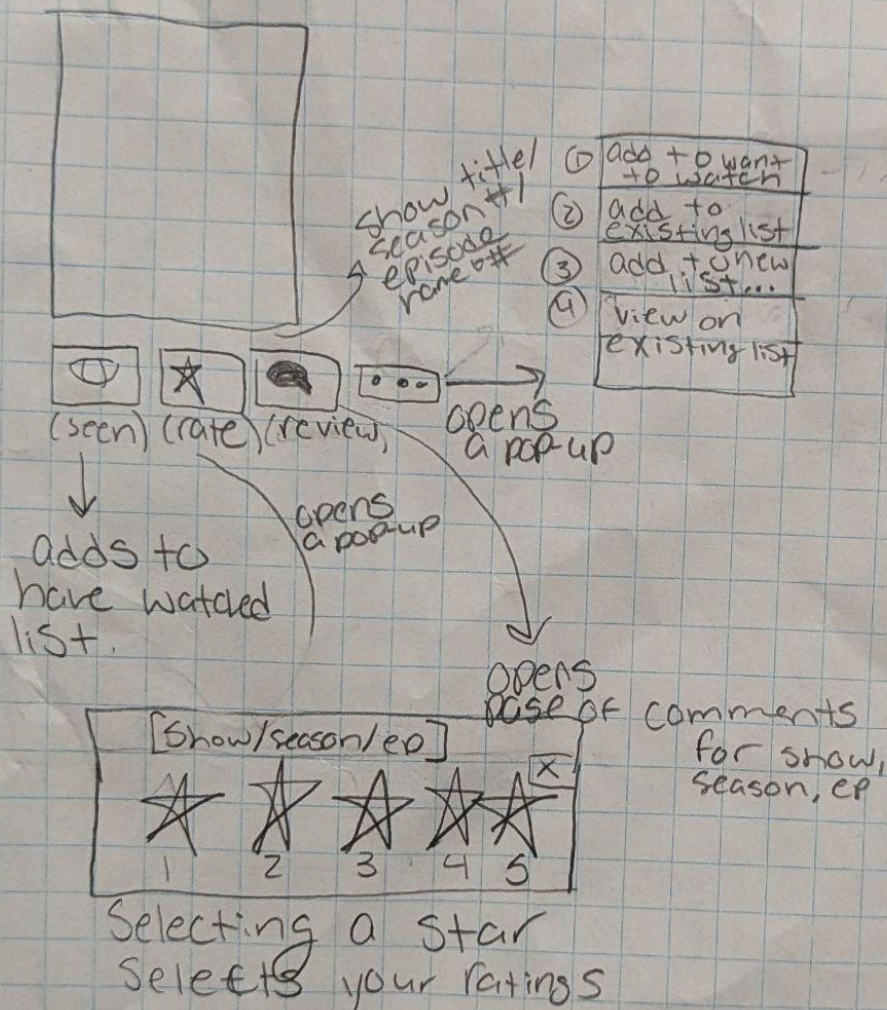 show title/
season #/
episode
name o#
① add to want
to watch
② add to
existing list
③ add to new
list...
④ view on
existing list
(seen) (rate) (review)
opens
a pop-up
opens
a pop-up
adds to
have watched
list.
opens
page of comments
for show,
season, ep
[Show/season/ep]
X
1 2 3 4 5
Selecting a star
Selects your ratings